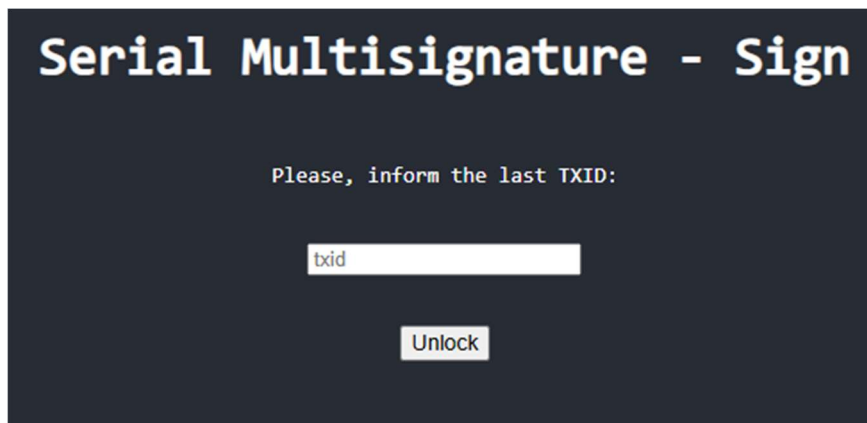 Serial Multisignature - Sign
Please, inform the last TXID:
txid
Unlock